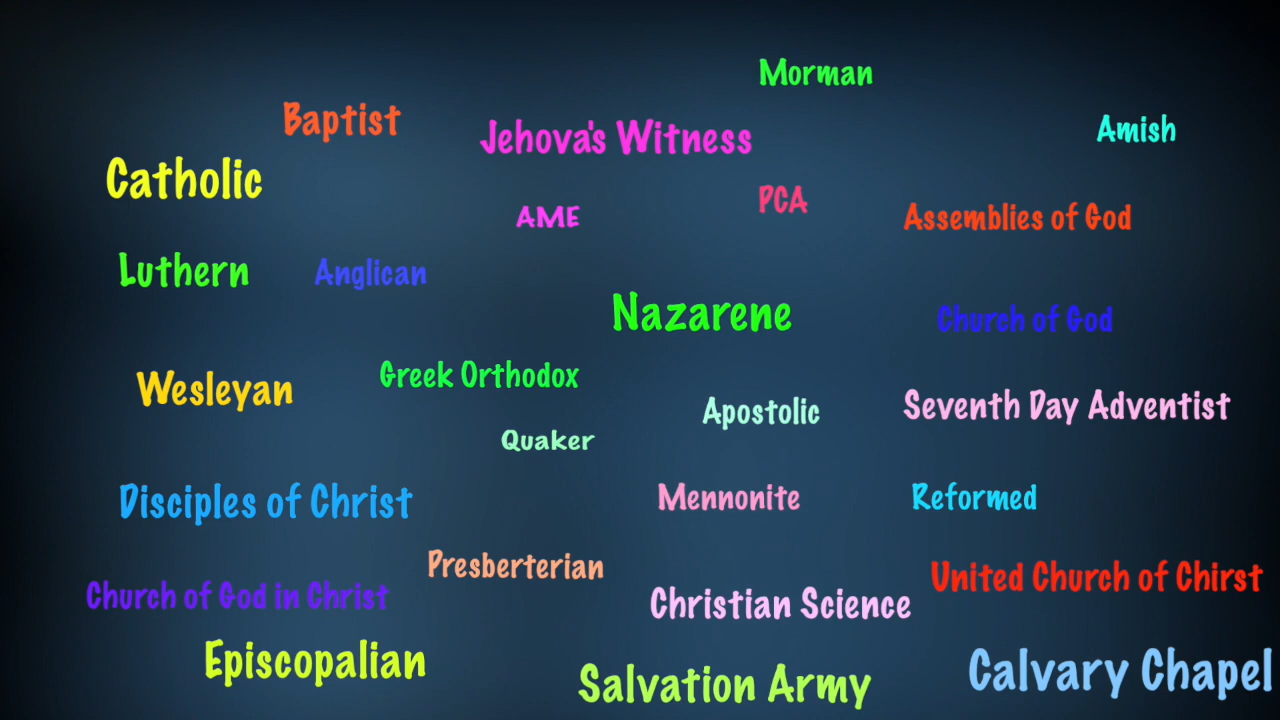 Morman
Baptist
Jehova's Witness
Amish
Catholic
AME
PCA
Assemblies of God
Luthern
Anglican
Nazarene
Church of God
Wesleyan
Greek Orthodox
Apostolic
Seventh Day Adventist
Quaker
Disciples of Christ
Mennonite
Reformed
Presberterian
United Church of Chirst
Church of God in Christ
Christian Science
Episcopalian
Salvation Army
Calvary Chapel